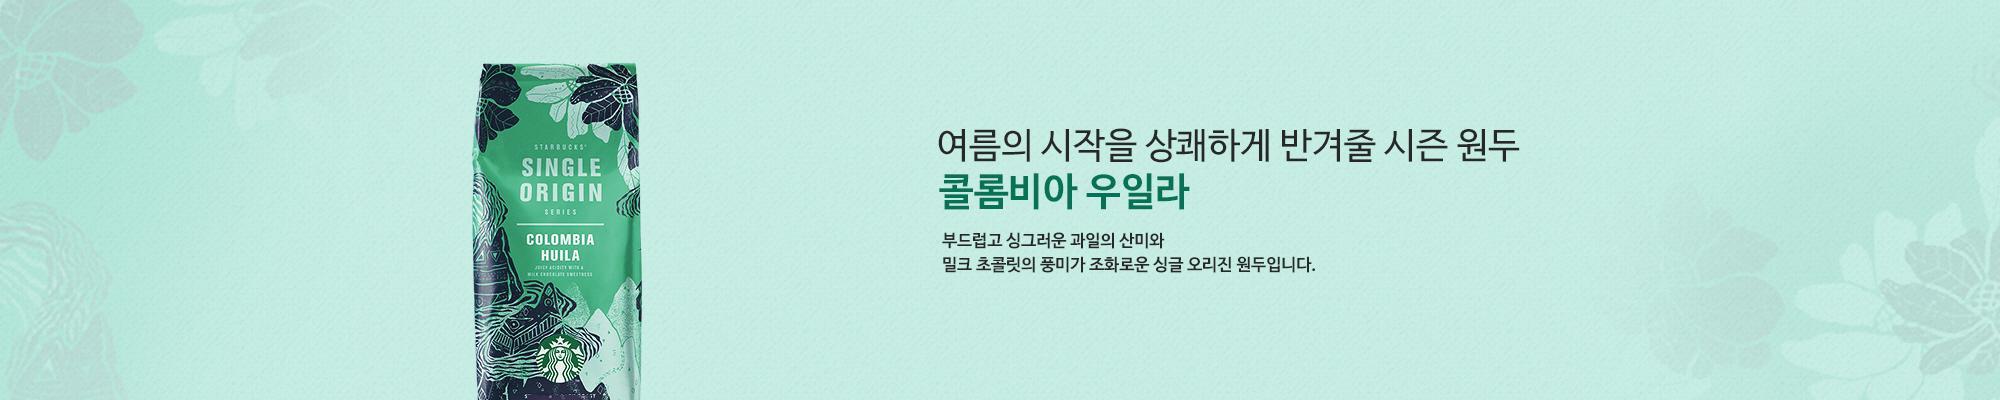 STARBUCKS®
SINGLE
ORIGIN
SERIES
COLOMBIA
HUILA
JUICY ACIDITY WITH A
MILK CHOCOLATE SWEETNESS
여름의 시작을 상쾌하게 반겨줄 시즌 원두
콜롬비아 우일라
부드럽고 싱그러운 과일의 산미와
밀크 초콜릿의 풍미가 조화로운 싱글 오리진 원두입니다.